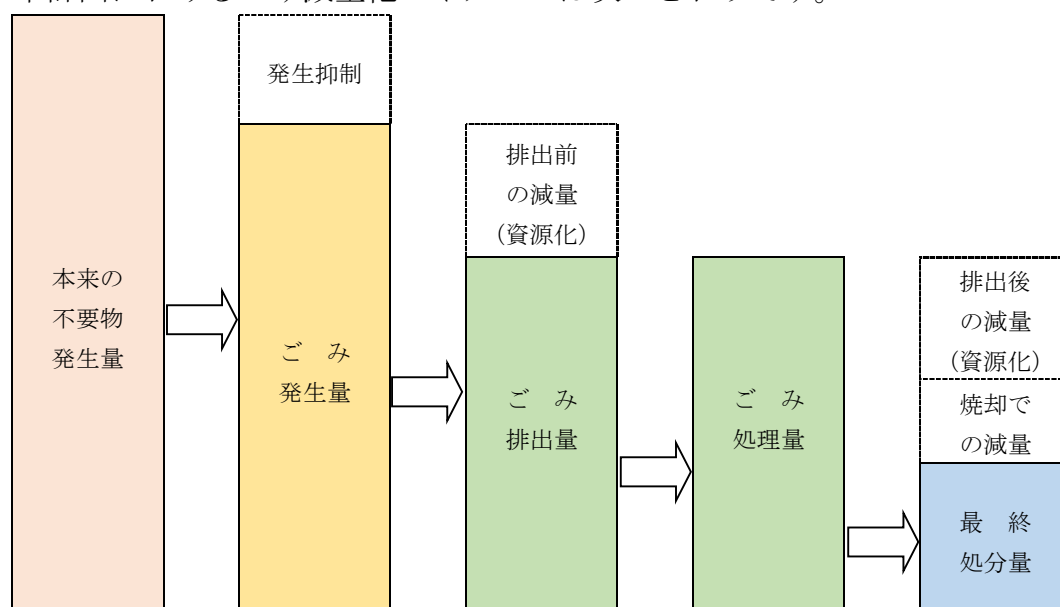 本来の
不要物
発生量
発生抑制
ご み
発生量
排出前
の減量
（資源化）
ご み
排出量
ご み
処理量
排出後
の減量
（資源化）
焼却で
の減量
最 終
処分量